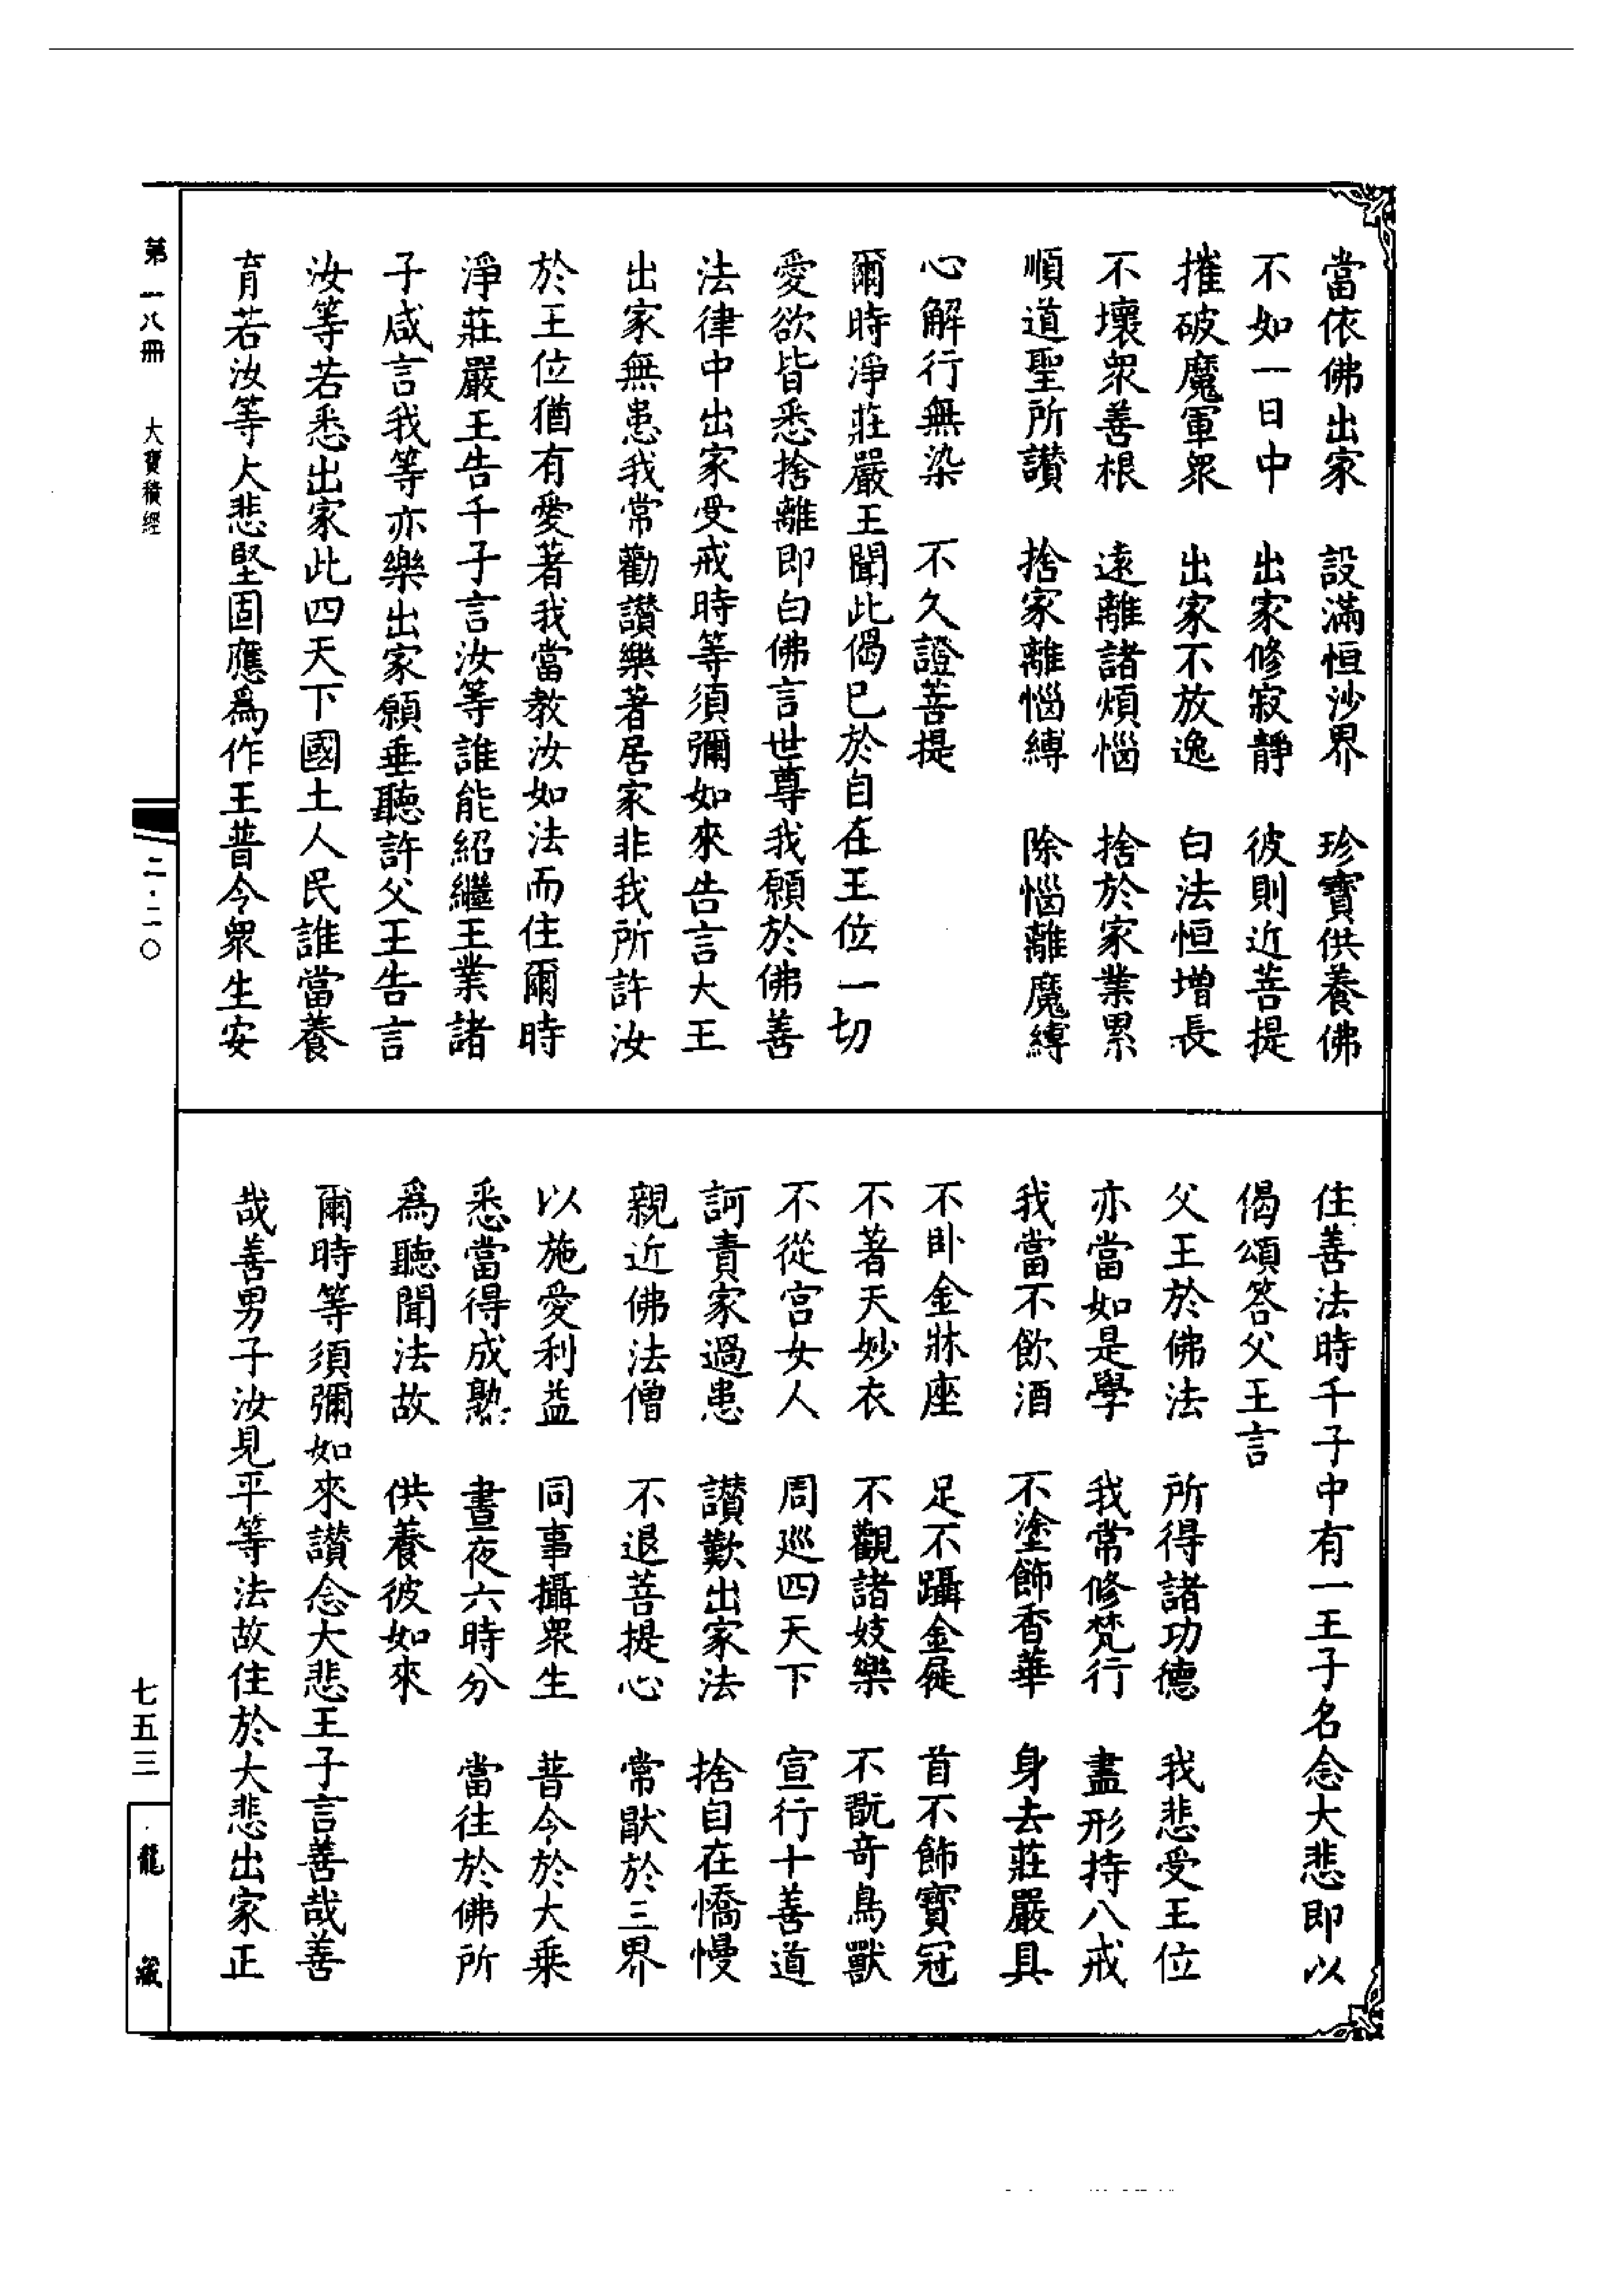 當依佛出家　設滿恒沙界　珍寶供養佛
不如一日中　出家修寂靜　彼則近菩提
摧破魔軍衆　出家不放逸　白法恒增長
不壞衆善根　遠離諸煩惱　捨於家業累
順道聖所讚　捨家離惱縛　除惱離魔縛
心解行無染　不久證菩提
爾時淨莊嚴王聞此偈已於自在王位一切
愛欲皆悉捨離即白佛言世尊我願於佛善
法律中出家受戒時等須彌如來告言大王
出家無患我常勸讚樂著居家非我所許汝
於王位猶有愛著我當教汝如法而住爾時
淨莊嚴王告千子言汝等誰能紹繼王業諸
子咸言我等亦樂出家願垂聽許父王告言
汝等若悉出家此四天下國土人民誰當養
育若汝等大悲堅固應爲作王普令衆生安
住善法時千子中有一王子名念大悲即以
偈頌答父王言
父王於佛法　所得諸功德　我悲受王位
亦當如是學　我常修梵行　盡形持八戒
我當不飲酒　不塗飾香華　身去莊嚴具
不卧金牀座　足不躡金屣　首不飾寶冠
不著天妙衣　不觀諸妓樂　不翫奇鳥獸
不從宫女人　周廵四天下　宣行十善道
訶責家過患　讚歎出家法　捨自在憍慢
親近佛法僧　不退菩提心　常猒於三界
以施愛利益　同事攝衆生　普令於大乘
悉當得成熟　晝夜六時分　當往於佛所
爲聽聞法故　供養彼如來
爾時等須彌如來讚念大悲王子言善哉善
哉善男子汝見平等法故住於大悲出家正
第一八冊　大寶積經
二·二〇
七五三
龍藏